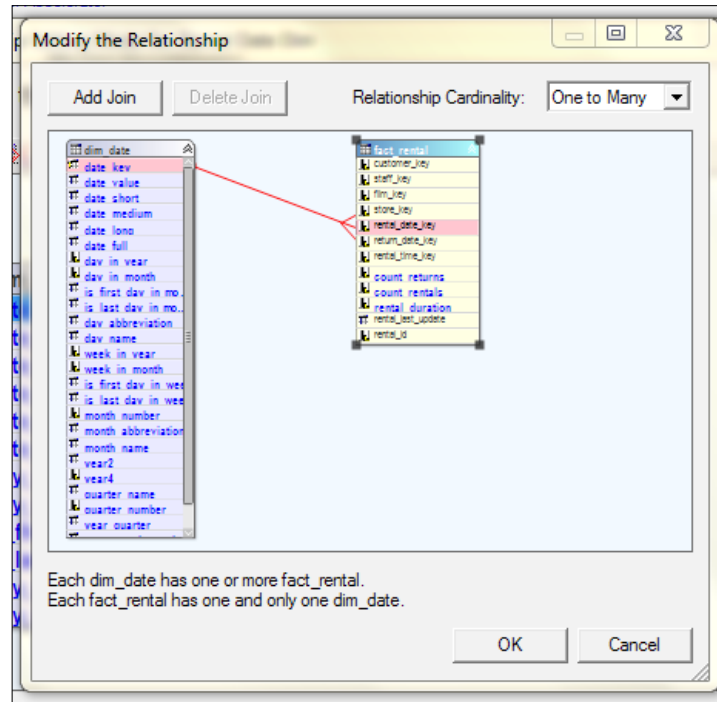 Modify the Relationship
Add Join
Delete Join
Relationship Cardinality:
One to Many
dim_date
date_key
date_value
date_short
date_medium
date_long
date_full
day_in_year
day_in_month
is_first_day_in_mo..
is_last_day_in_mo..
day_abbreviation
day_name
week_in_year
week_in_month
is_first_day_in_wee
is_last_day_in_wee
month_number
month_abbreviation
month_name
year2
year4
quarter_name
quarter_number
year_quarter
fact_rental
customer_key
staff_key
film_key
store_key
rental_date_key
return_date_key
rental_time_key
count_returns
count_rentals
rental_duration
rental_last_update
rental_id
Each dim_date has one or more fact_rental.
Each fact_rental has one and only one dim_date.
OK
Cancel